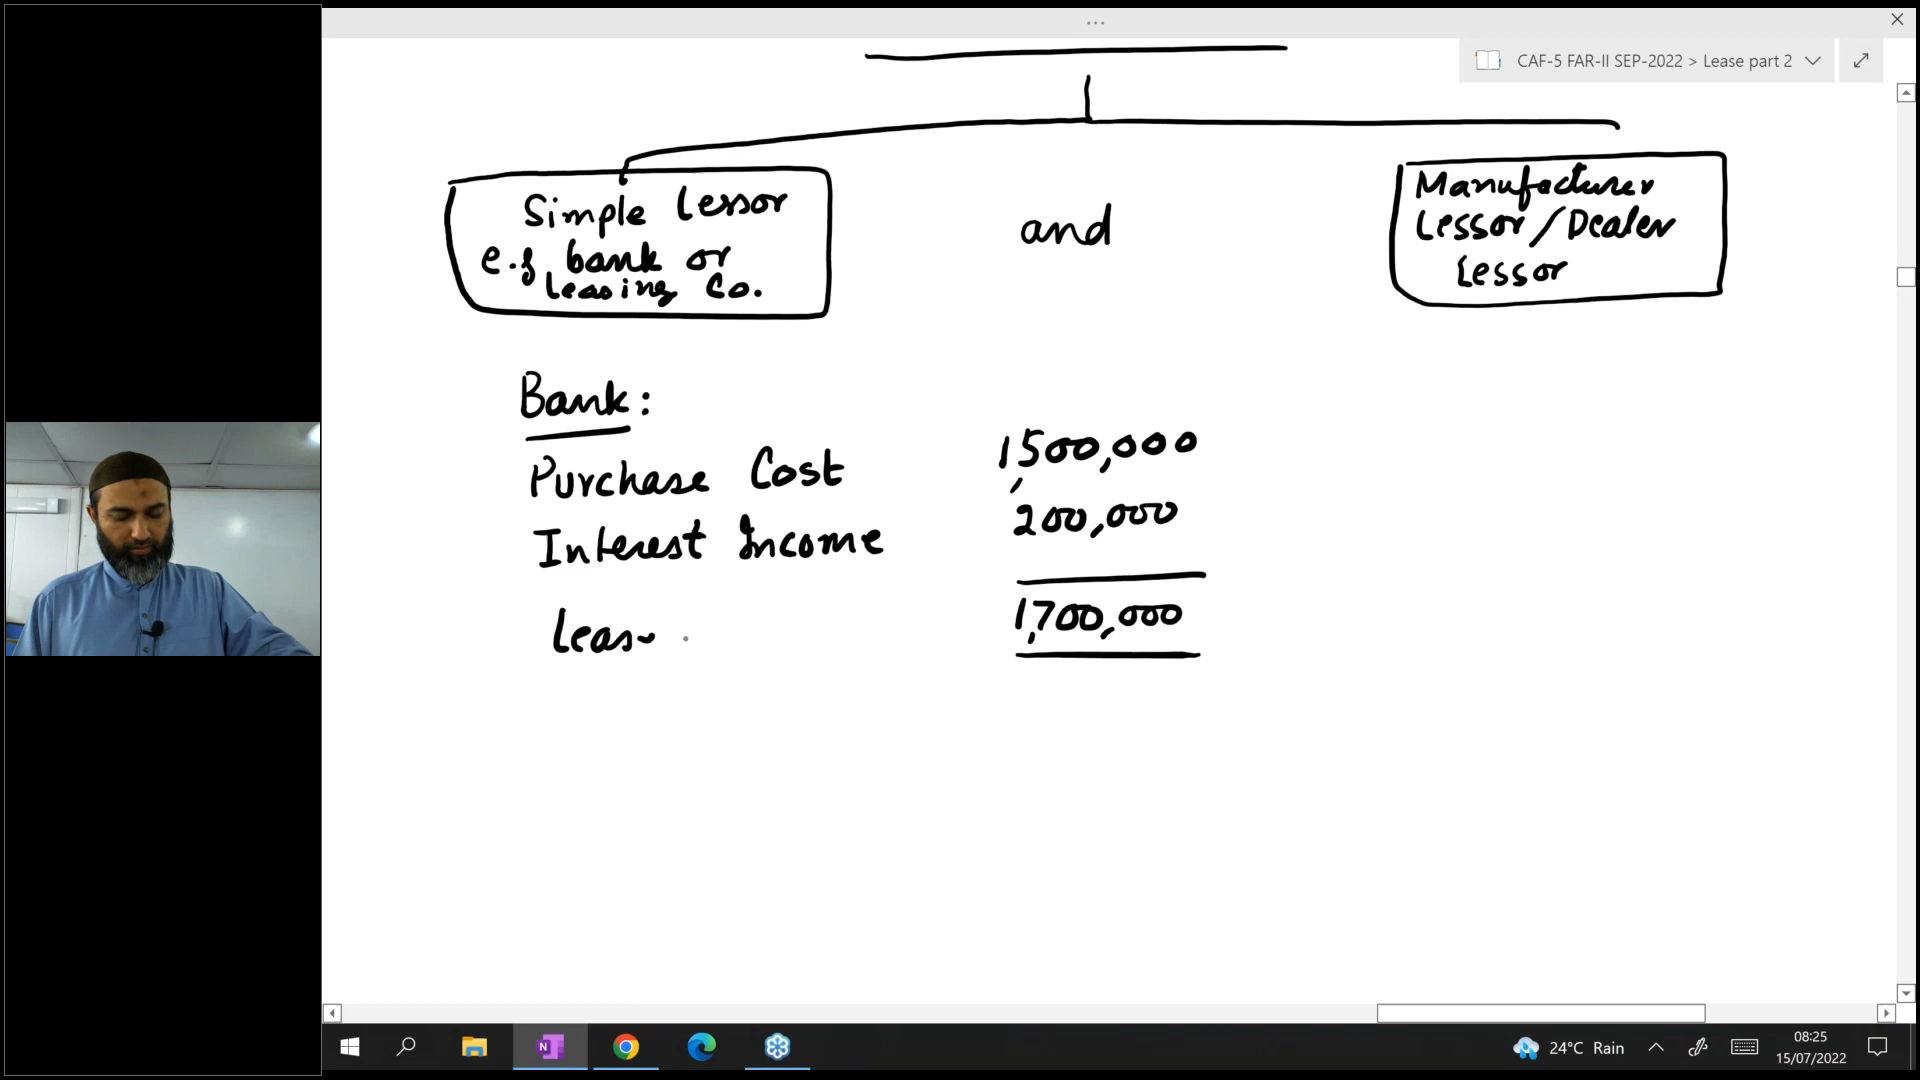 CAF-5 FAR-II SEP-2022 > Lease part 2
Simple Lessor
e.g bank or
Leasing Co.
and
Manufacturer
Lessor/Dealer
Lessor
Bank:
Purchase Cost 1,500,000
Interest Income 200,000
1,700,000
Lease
24°C Rain
08:25
15/07/2022